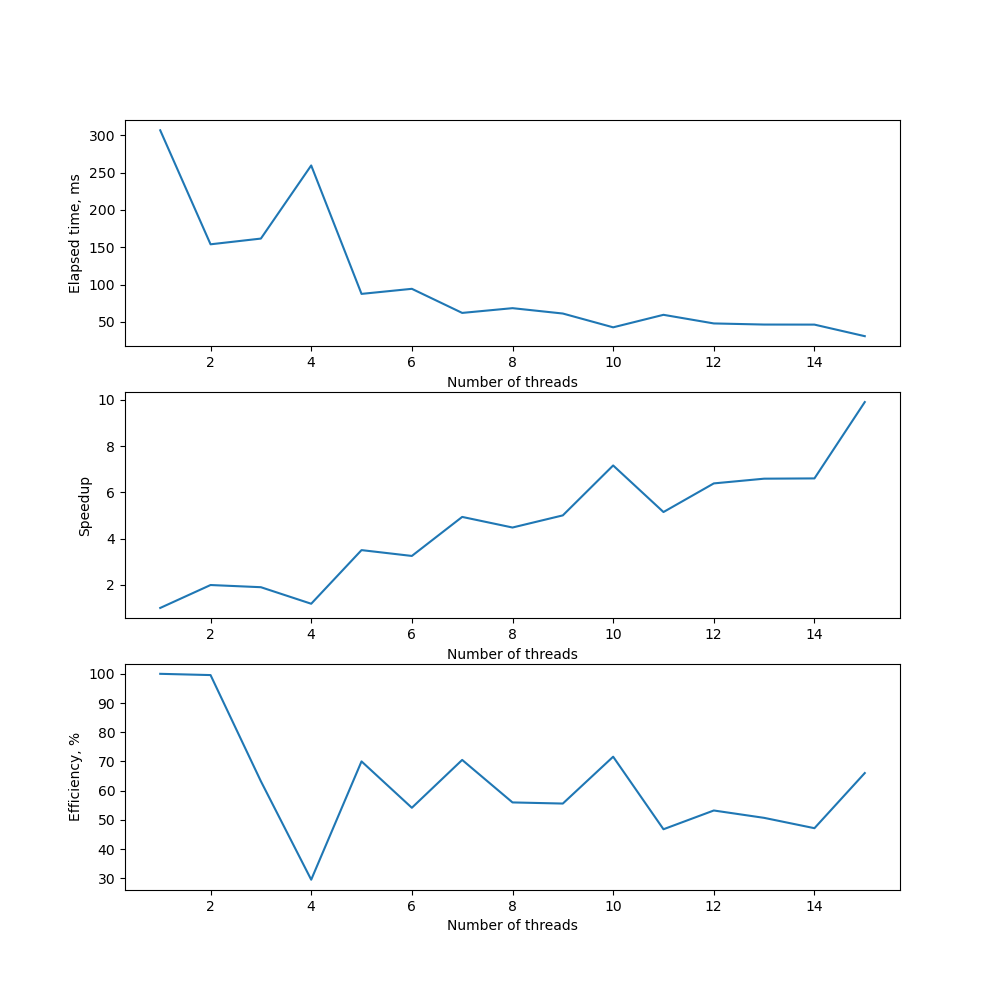 Elapsed time, ms
300
250
200
150
100
50
2 4 6 8 10 12 14
Number of threads
Speedup
10
8
6
4
2
2 4 6 8 10 12 14
Number of threads
Efficiency, %
100
90
80
70
60
50
40
30
2 4 6 8 10 12 14
Number of threads